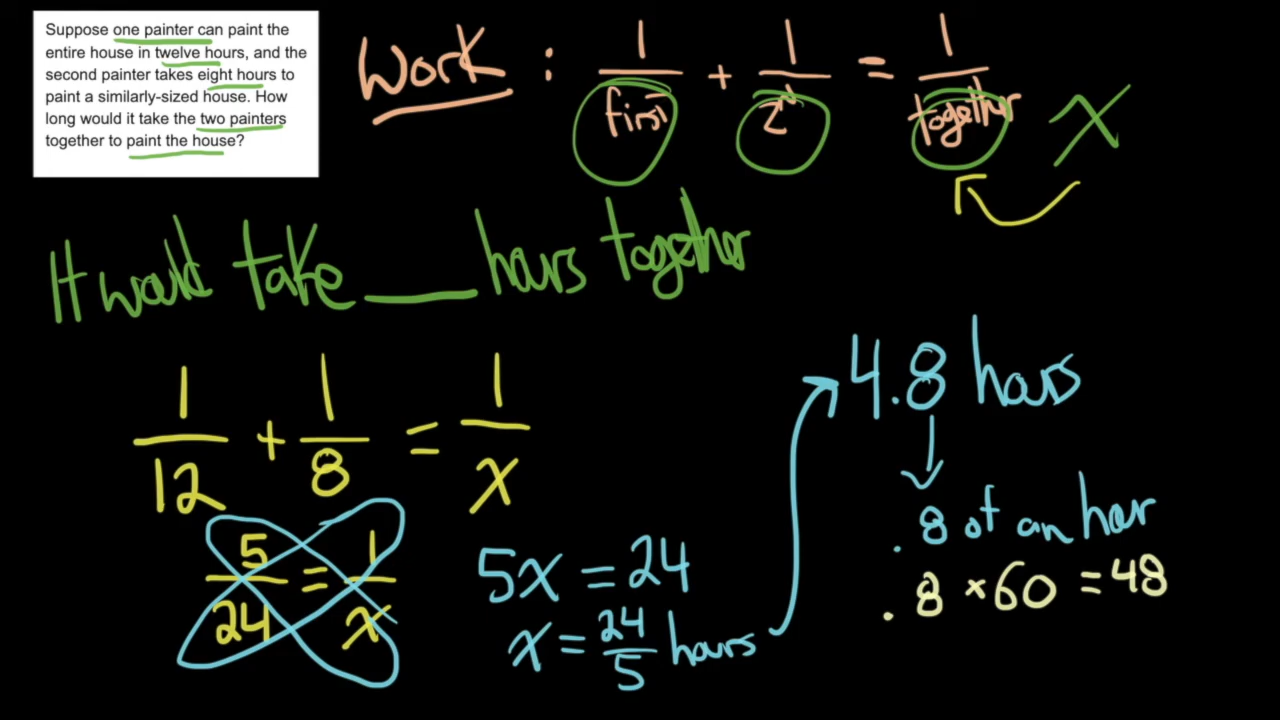 Suppose one painter can paint the
entire house in twelve hours, and the
second painter takes eight hours to
paint a similarly-sized house. How
long would it take the two painters
together to paint the house?
Work : 1/first + 1/2nd = 1/together x
It would take ____ hours together
1/12 + 1/8 = 1/x
5/24 = 1/x
5x = 24
x = 24/5 hours
4.8 hours
.8 of an hour
.8 × 60 = 48